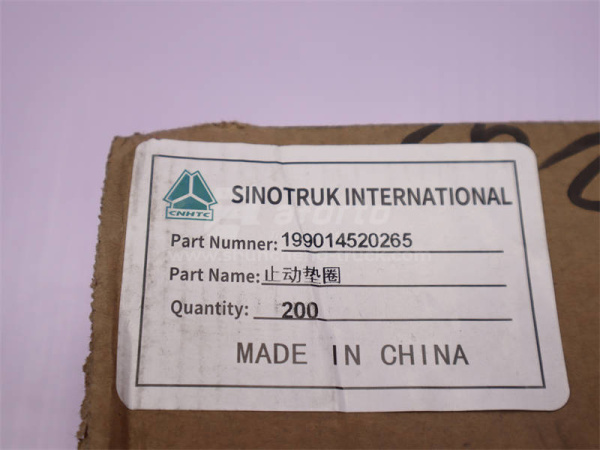 SINOTRUK INTERNATIONAL
CNHTC
Part Numner: 199014520265
Part Name: 止动垫圈
Quantity: 200
MADE IN CHINA